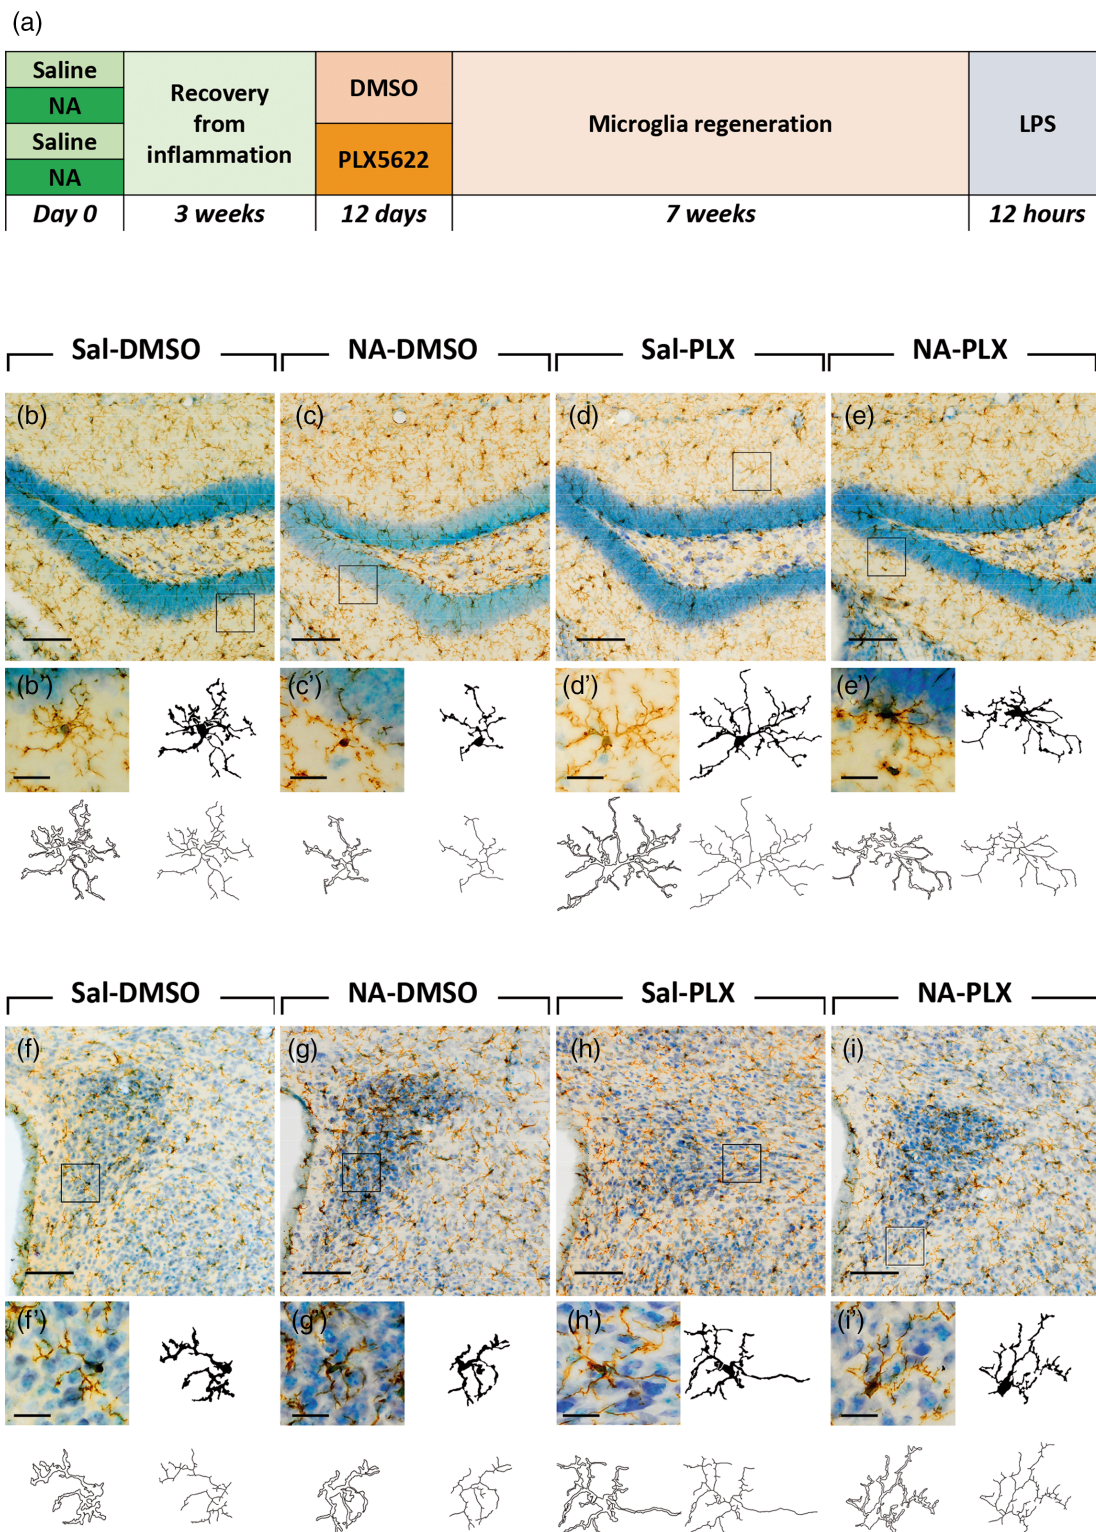 (a)
Saline
NA
Saline
NA
Recovery
from
inflammation
DMSO
PLX5622
Microglia regeneration
LPS
Day 0
3 weeks
12 days
7 weeks
12 hours
Sal-DMSO
NA-DMSO
Sal-PLX
NA-PLX
(b)
(c)
(d)
(e)
(b')
(c')
(d')
(e')
Sal-DMSO
NA-DMSO
Sal-PLX
NA-PLX
(f)
(g)
(h)
(i)
(f')
(g')
(h')
(i')